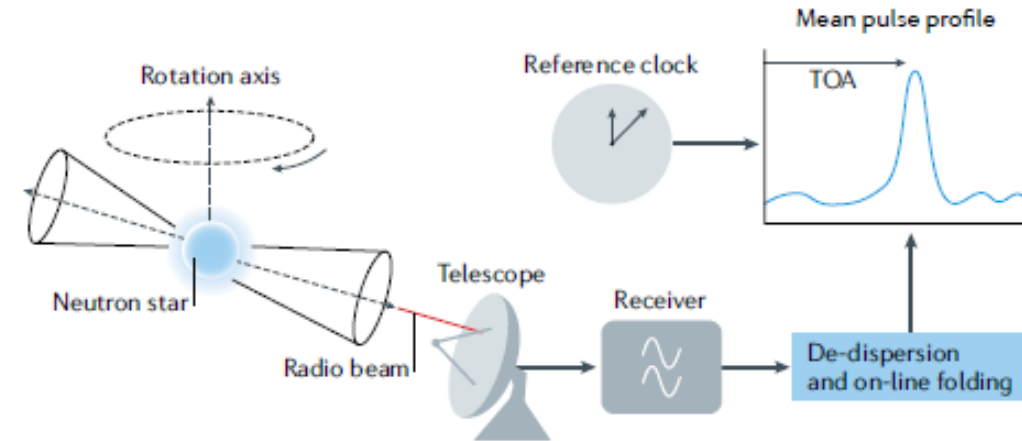 Mean pulse profile
Reference clock
TOA
Rotation axis
Neutron star
Radio beam
Telescope
Receiver
De-dispersion
and on-line folding